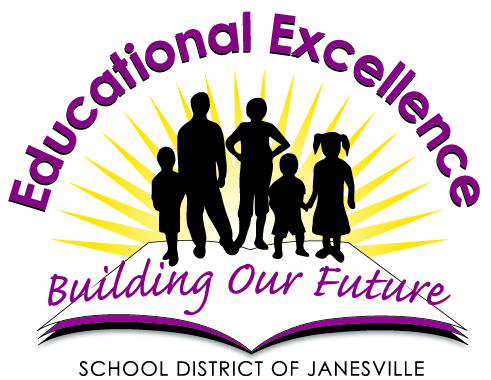 Educational Excellence
Building Our Future
SCHOOL DISTRICT OF JANESVILLE